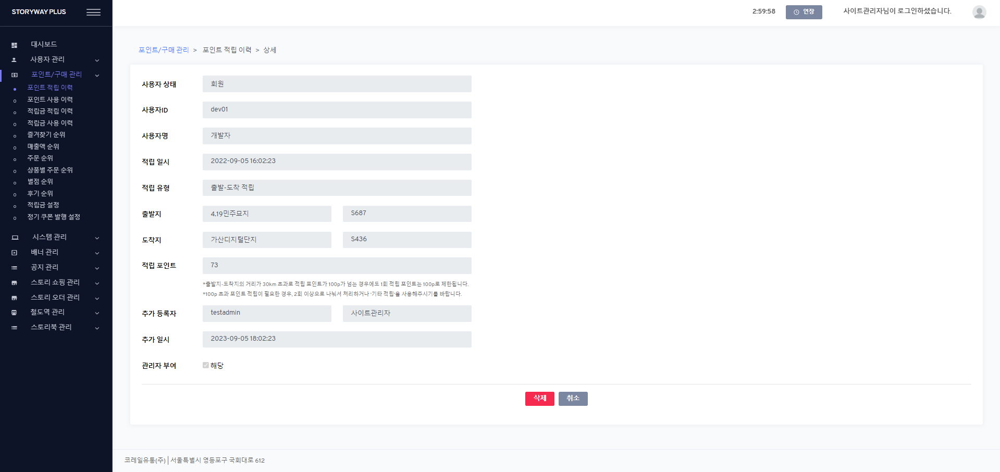 STORYWAY PLUS
2:59:58
연장
사이트관리자님이 로그인하셨습니다.
대시보드
사용자 관리
포인트/구매 관리
포인트 적립 이력
포인트 사용 이력
적립금 적립 이력
적립금 사용 이력
즐겨찾기 순위
매출액 순위
주문 순위
상품별 주문 순위
별점 순위
후기 순위
적립금 설정
정기 쿠폰 발행 설정
시스템 관리
배너 관리
공지 관리
스토리 쇼핑 관리
스토리 오더 관리
철도역 관리
스토리북 관리
포인트/구매 관리 > 포인트 적립 이력 > 상세
사용자 상태 회원
사용자ID dev01
사용자명 개발자
적립 일시 2022-09-05 16:02:23
적립 유형 출발-도착 적립
출발지 4.19민주묘지 S687
도착지 가산디지털단지 S436
적립 포인트 73
*출발지-도착지의 거리가 30km 초과로 적립 포인트가 100p가 넘는 경우에도 1회 적립 포인트는 100p로 제한됩니다.
*100p 초과 포인트 적립이 필요한 경우, 2회 이상으로 나눠서 처리하거나 '기타 적립'을 사용해주시기를 바랍니다.
추가 등록자 testadmin 사이트관리자
추가 일시 2023-09-05 18:02:23
관리자 부여 해당
삭제 취소
코레일유통(주) | 서울특별시 영등포구 국회대로 612